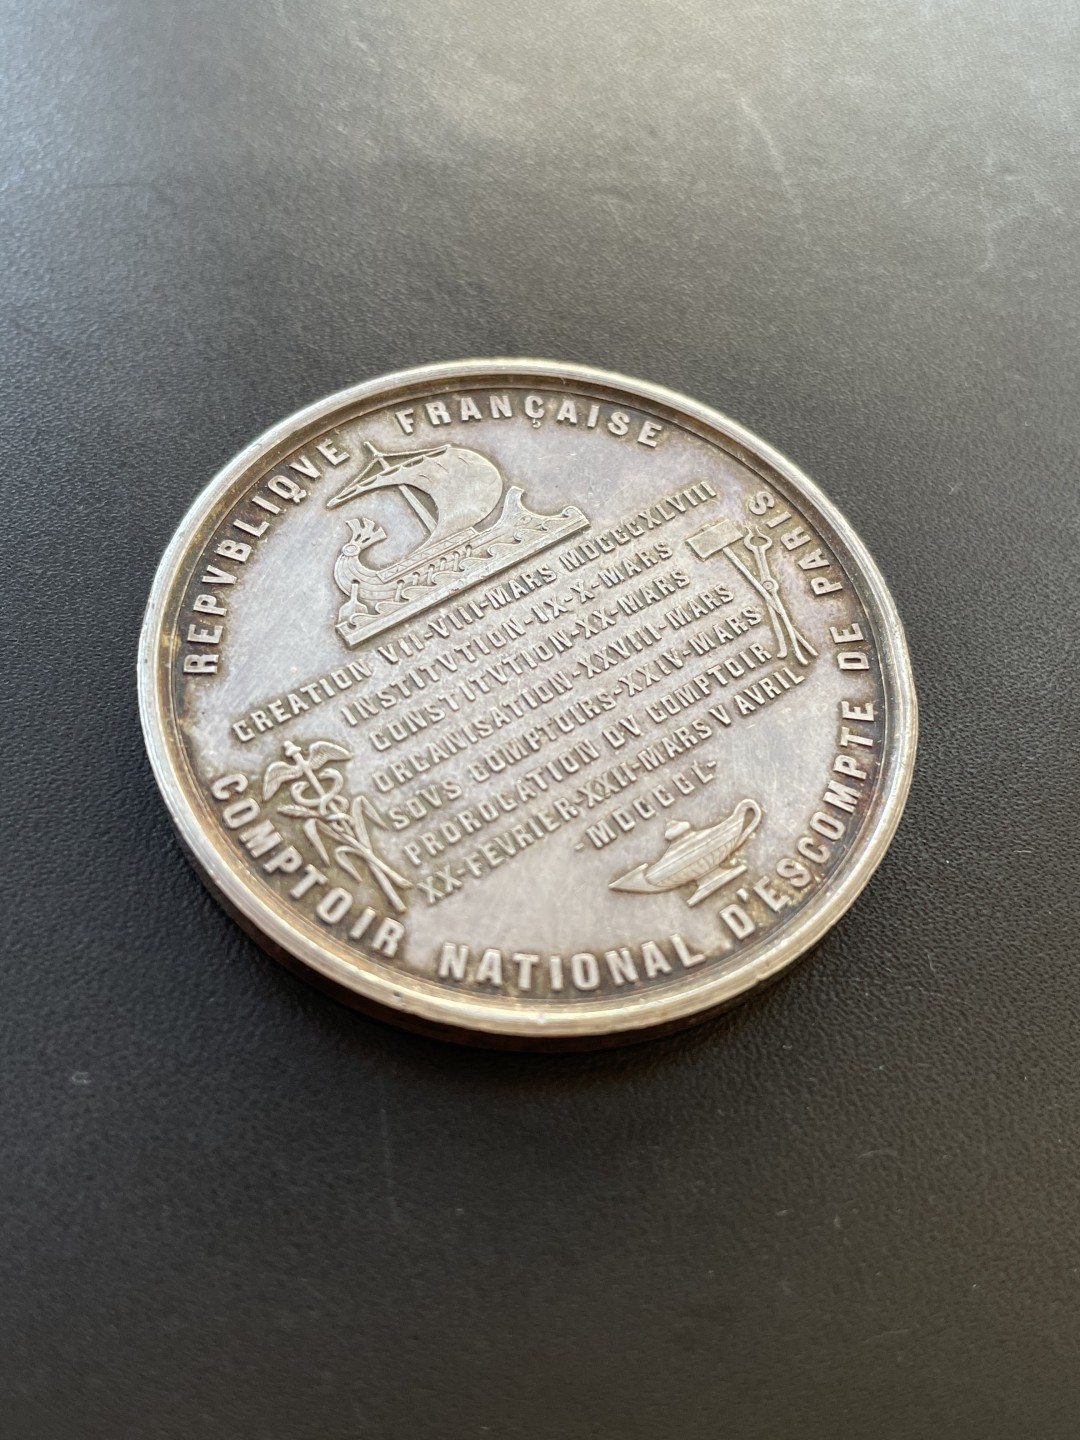 REPVBLIQVE FRANÇAISE
CREATION VII-VIII-MARS MDCCCXLVIII
INSTITVTION-IX-X-MARS
CONSTITVTION-XX-MARS
ORGANISATION-XXVIII-MARS
SOVS COMPTOIRS-XXIV-MARS
PROROGATION DV COMPTOIR
XX-FEVRIER-XXII-MARS V AVRIL
-MDCCCL-
COMPTOIR NATIONAL D'ESCOMPTE DE PARIS